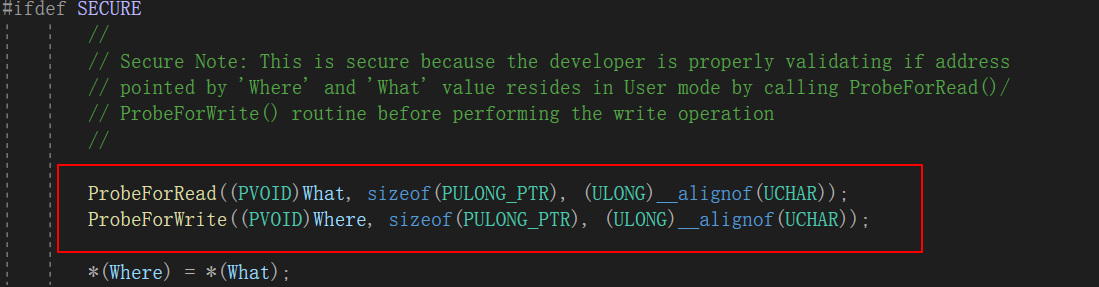 #ifdef SECURE
//
// Secure Note: This is secure because the developer is properly validating if address
// pointed by 'Where' and 'What' value resides in User mode by calling ProbeForRead()/
// ProbeForWrite() routine before performing the write operation
//
ProbeForRead((PVOID)What, sizeof(PULONG_PTR), (ULONG)__alignof(UCHAR));
ProbeForWrite((PVOID)Where, sizeof(PULONG_PTR), (ULONG)__alignof(UCHAR));
*(Where) = *(What);